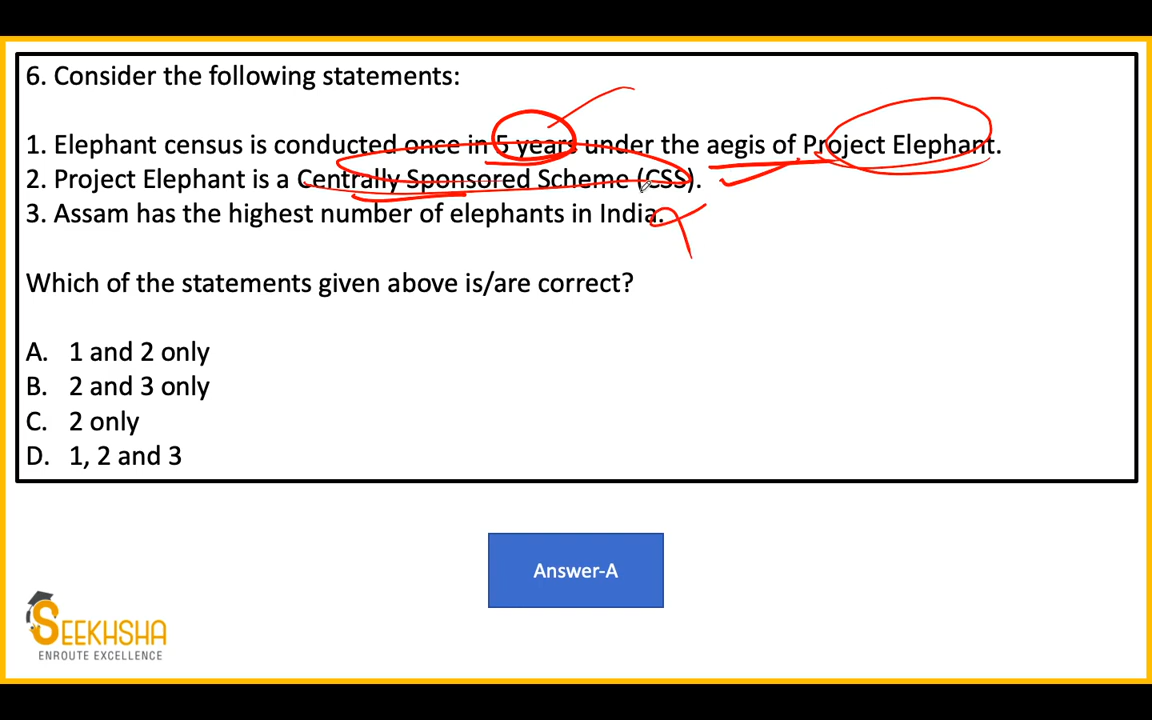 6. Consider the following statements:
1. Elephant census is conducted once in 5 years under the aegis of Project Elephant.
2. Project Elephant is a Centrally Sponsored Scheme (CSS).
3. Assam has the highest number of elephants in India.
Which of the statements given above is/are correct?
A. 1 and 2 only
B. 2 and 3 only
C. 2 only
D. 1, 2 and 3
Answer-A
SEEKHSHA
ENROUTE EXCELLENCE